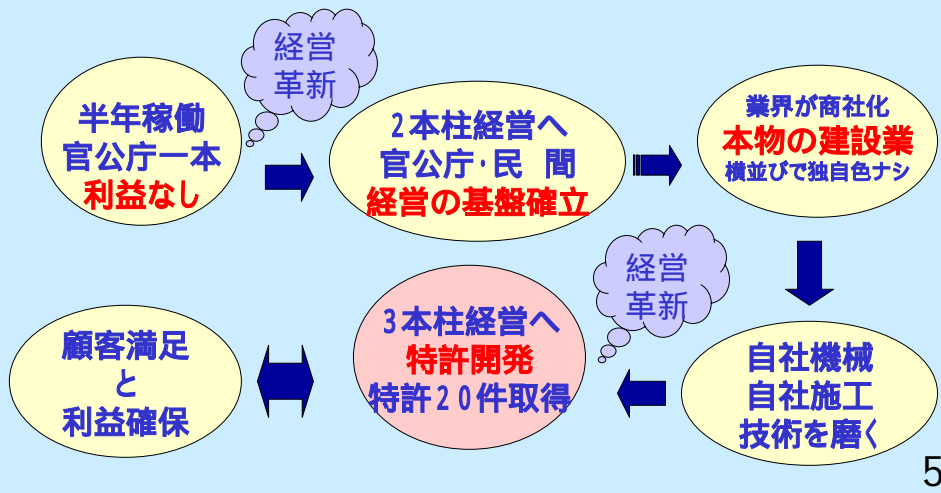 経営
革新
半年稼働
官公庁一本
利益なし
2本柱経営へ
官公庁・民 間
経営の基盤確立
業界が商社化
本物の建設業
横並びで独自色ナシ
経営
革新
自社機械
自社施工
技術を磨く
3本柱経営へ
特許開発
特許20件取得
顧客満足
と
利益確保
5